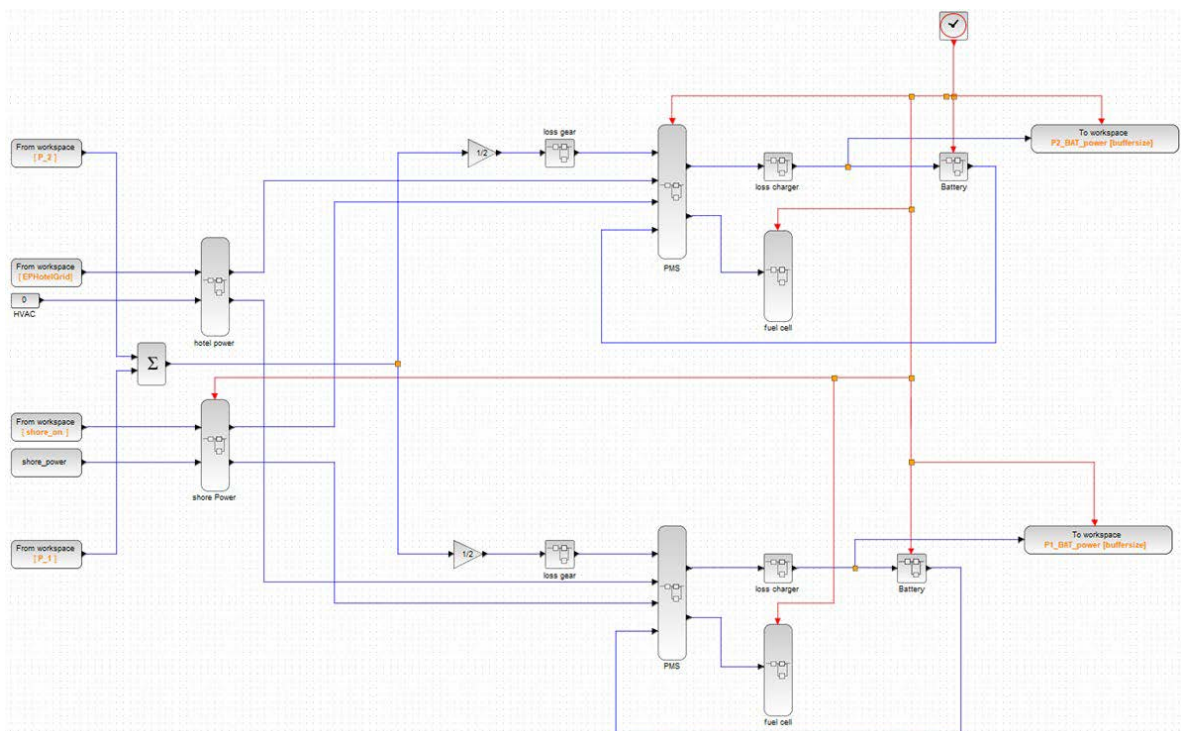 loss gear
To workspace
P2_BAT_power [buffersize]
From workspace
[ P_2 ]
1/2
loss charger
Battery
PMS
From workspace
[ EPHotelGrid]
0
HVAC
fuel cell
hotel power
Σ
From workspace
[ shore_on ]
shore_power
shore Power
To workspace
P1_BAT_power [buffersize]
From workspace
[ P_1 ]
1/2
loss gear
loss charger
Battery
PMS
fuel cell